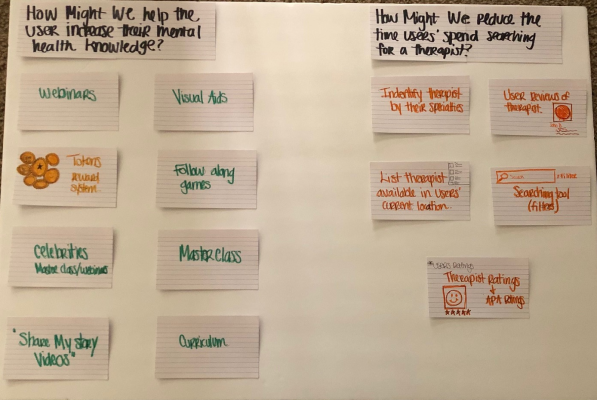 How Might We help the
user increase their mental
health knowledge?
Webinars
Visual Aids
Tokens
reward
system
Follow along
games
Celebrities
Master class/webinars
Master Class
"Share My story
Videos"
Curriculum
How Might We reduce the
time users' spend searching
for a therapist?
Indentify therapist
by their specialties
User Reviews of
therapist
List therapist
available in users'
current location
Searching tool
(filters)
Therapist Ratings
+
APA Ratings